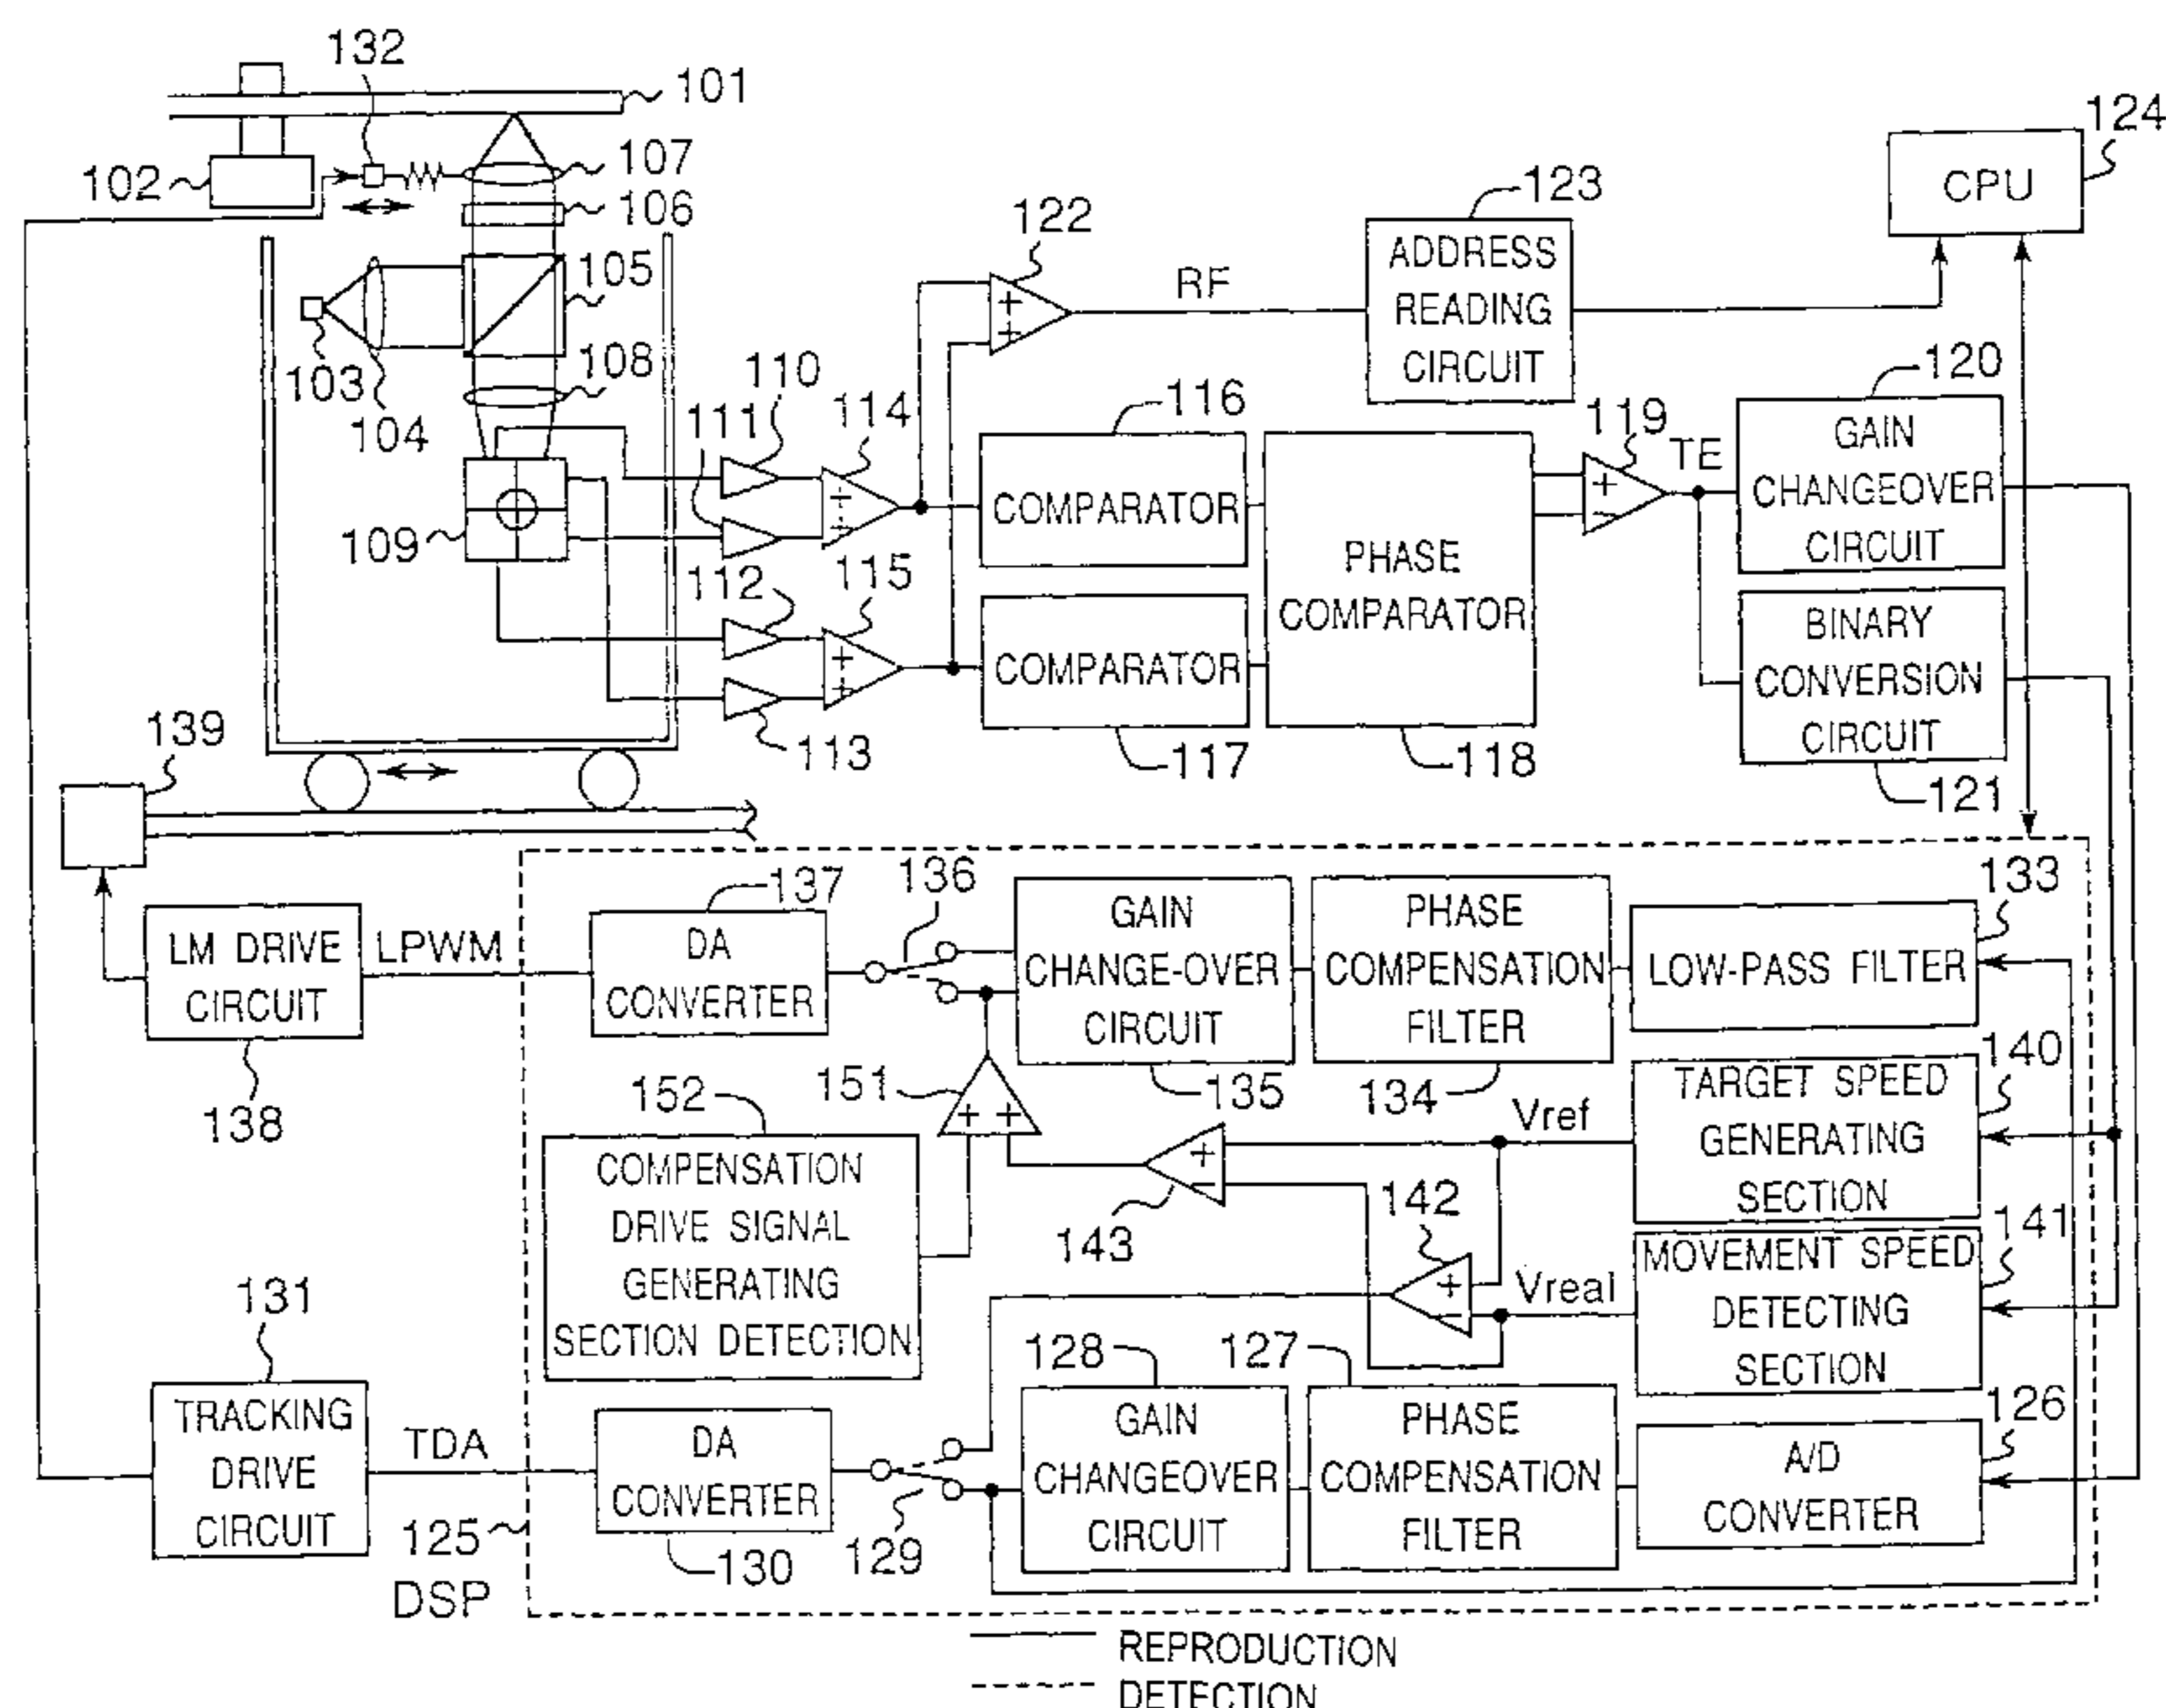 132
101
102
107
106
105
103
104
108
109
110
111
112
113
114
115
122
RF
123
ADDRESS
READING
CIRCUIT
124
CPU
116
COMPARATOR
117
COMPARATOR
118
PHASE
COMPARATOR
119
TE
120
GAIN
CHANGEOVER
CIRCUIT
BINARY
CONVERSION
CIRCUIT
121
139
LM DRIVE
CIRCUIT
138
LPWM
137
DA
CONVERTER
136
GAIN
CHANGE-OVER
CIRCUIT
135
PHASE
COMPENSATION
FILTER
134
133
LOW-PASS FILTER
140
TARGET SPEED
GENERATING
SECTION
Vref
151
152
COMPENSATION
DRIVE SIGNAL
GENERATING
SECTION DETECTION
143
142
141
MOVEMENT SPEED
DETECTING
SECTION
Vreal
131
TRACKING
DRIVE
CIRCUIT
TDA
DA
CONVERTER
130
129
128
GAIN
CHANGEOVER
CIRCUIT
127
PHASE
COMPENSATION
FILTER
126
A/D
CONVERTER
125
DSP
REPRODUCTION
DETECTION